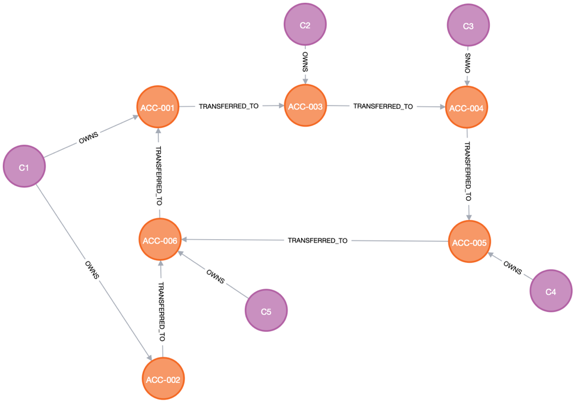 C2
C3
OWNS
OWNS
ACC-001
TRANSFERRED_TO
ACC-003
TRANSFERRED_TO
ACC-004
OWNS
C1
TRANSFERRED_TO
TRANSFERRED_TO
OWNS
ACC-006
TRANSFERRED_TO
ACC-005
OWNS
OWNS
C4
TRANSFERRED_TO
C5
ACC-002